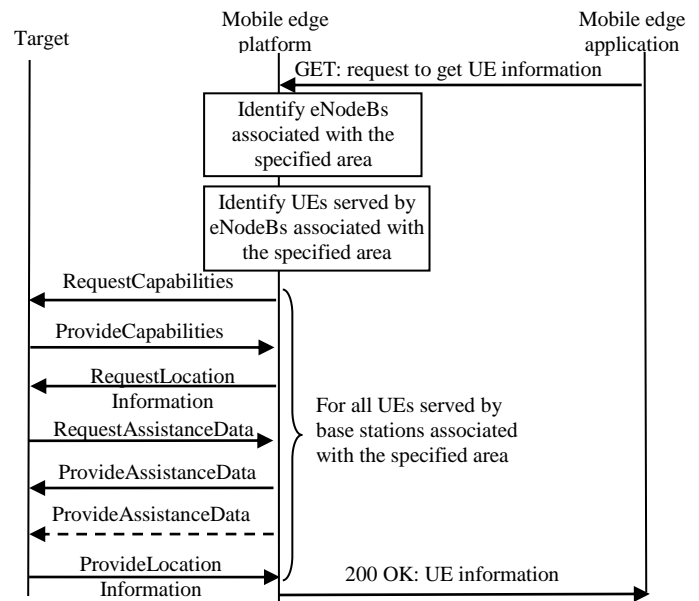 Target
Mobile edge
platform
Mobile edge
application
GET: request to get UE information
Identify eNodeBs
associated with the
specified area
Identify UEs served by
eNodeBs associated with
the specified area
RequestCapabilities
ProvideCapabilities
RequestLocation
Information
RequestAssistanceData
ProvideAssistanceData
ProvideAssistanceData
ProvideLocation
Information
For all UEs served by
base stations associated
with the specified area
200 OK: UE information